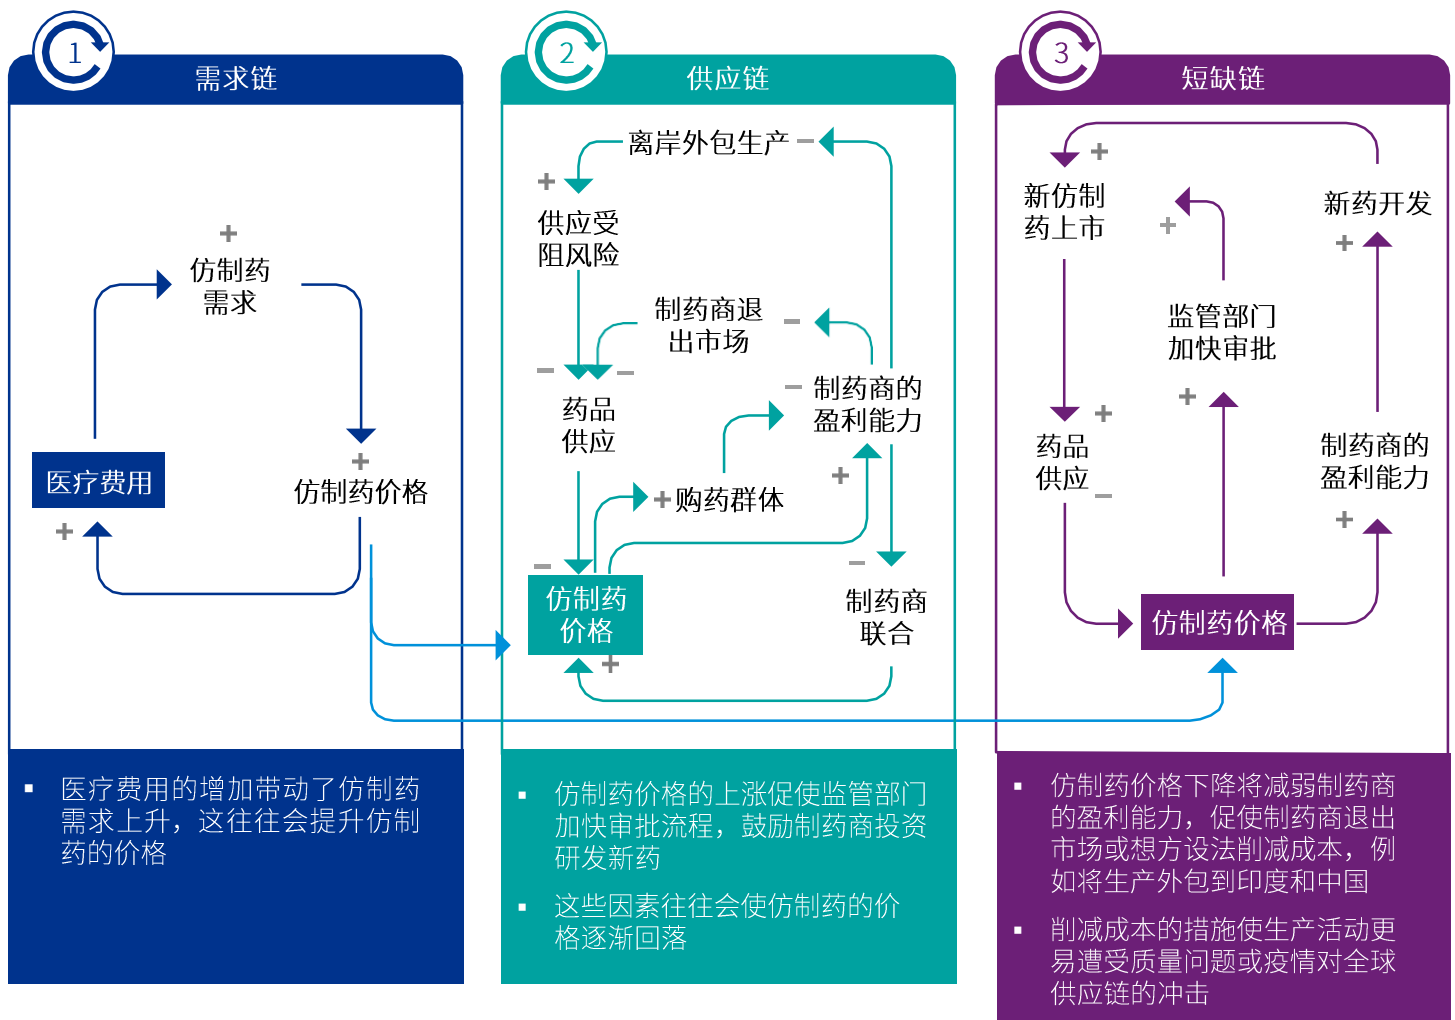 1
需求链
+
仿制药
需求
医疗费用
+
+
仿制药价格
▪ 医疗费用的增加带动了仿制药
需求上升，这往往会提升仿制
药的价格
2
供应链
离岸外包生产 −
+
供应受
阻风险
制药商退
出市场
−
−
−
−
制药商的
盈利能力
药品
供应
+
+ 购药群体
−
−
仿制药
价格
+
制药商
联合
▪ 仿制药价格的上涨促使监管部门
加快审批流程，鼓励制药商投资
研发新药
▪ 这些因素往往会使仿制药的价
格逐渐回落
3
短缺链
+
新仿制
药上市
新药开发
+
+
监管部门
加快审批
+
+
药品
供应
−
制药商的
盈利能力
+
仿制药价格
▪ 仿制药价格下降将减弱制药商
的盈利能力，促使制药商退出
市场或想方设法削减成本，例
如将生产外包到印度和中国
▪ 削减成本的措施使生产活动更
易遭受质量问题或疫情对全球
供应链的冲击